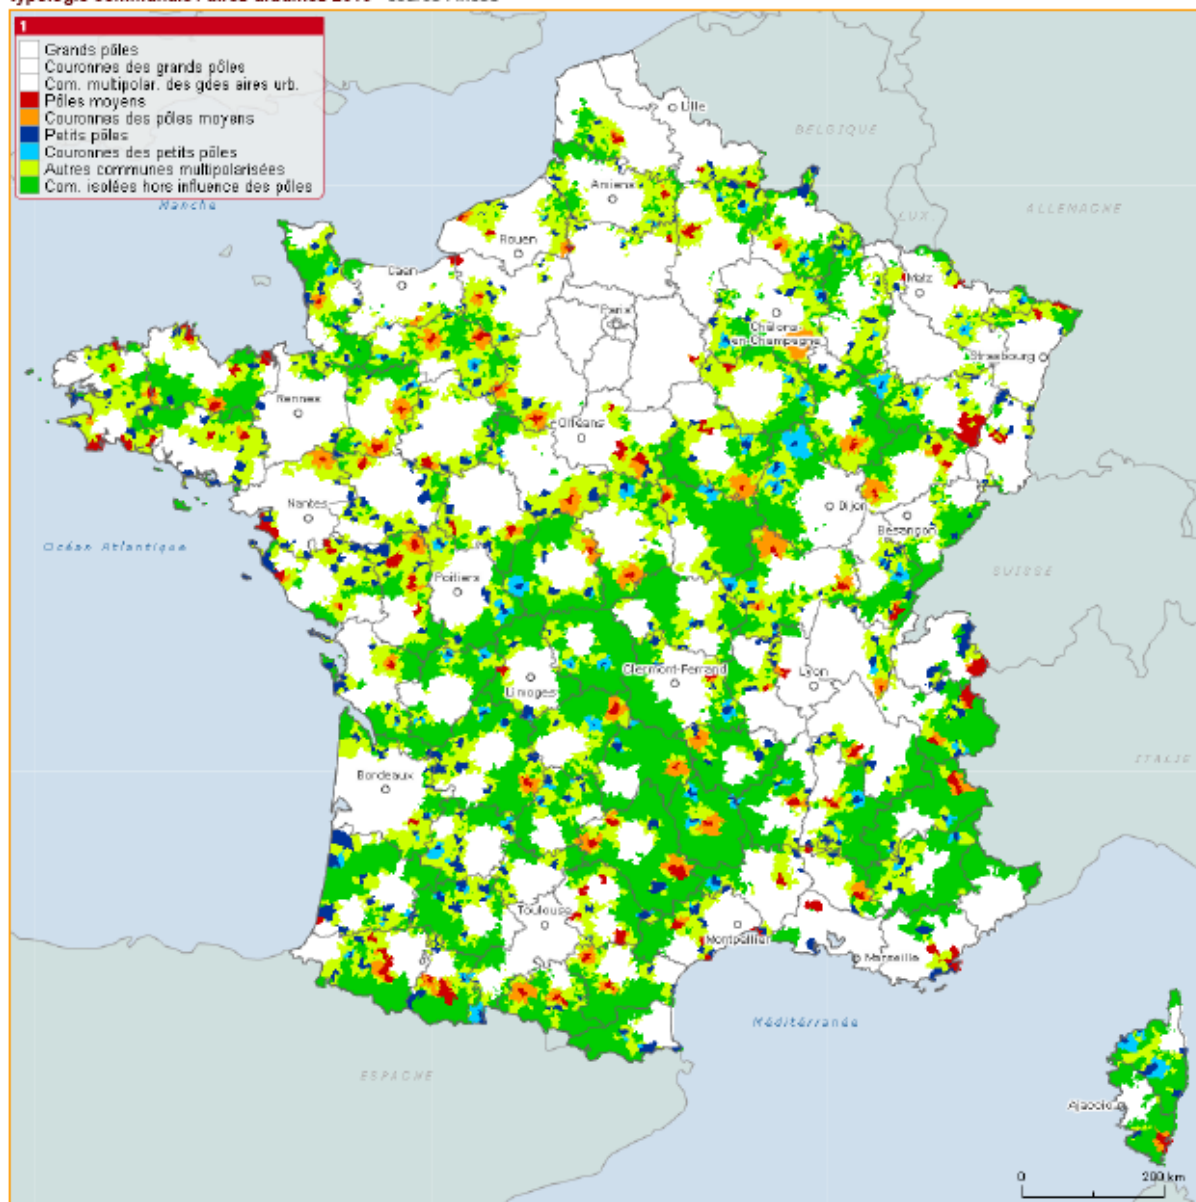 1
Grands pôles
Couronnes des grands pôles
Com. multipolar. des gdes aires urb.
Pôles moyens
Couronnes des pôles moyens
Petits pôles
Couronnes des petits pôles
Autres communes multipolarisées
Com. isolées hors influence des pôles
Lille
BELGIQUE
Manche
Amiens
LUX.
ALLEMAGNE
Rouen
Caen
Metz
Paris
Châlons-
en-Champagne
Strasbourg
Rennes
Orléans
Nantes
Dijon
Besançon
Océan Atlantique
SUISSE
Poitiers
Clermont-Ferrand
Lyon
Limoges
ITALIE
Bordeaux
Toulouse
Montpellier
Marseille
Méditérranée
ESPAGNE
Ajaccio
0
200 km